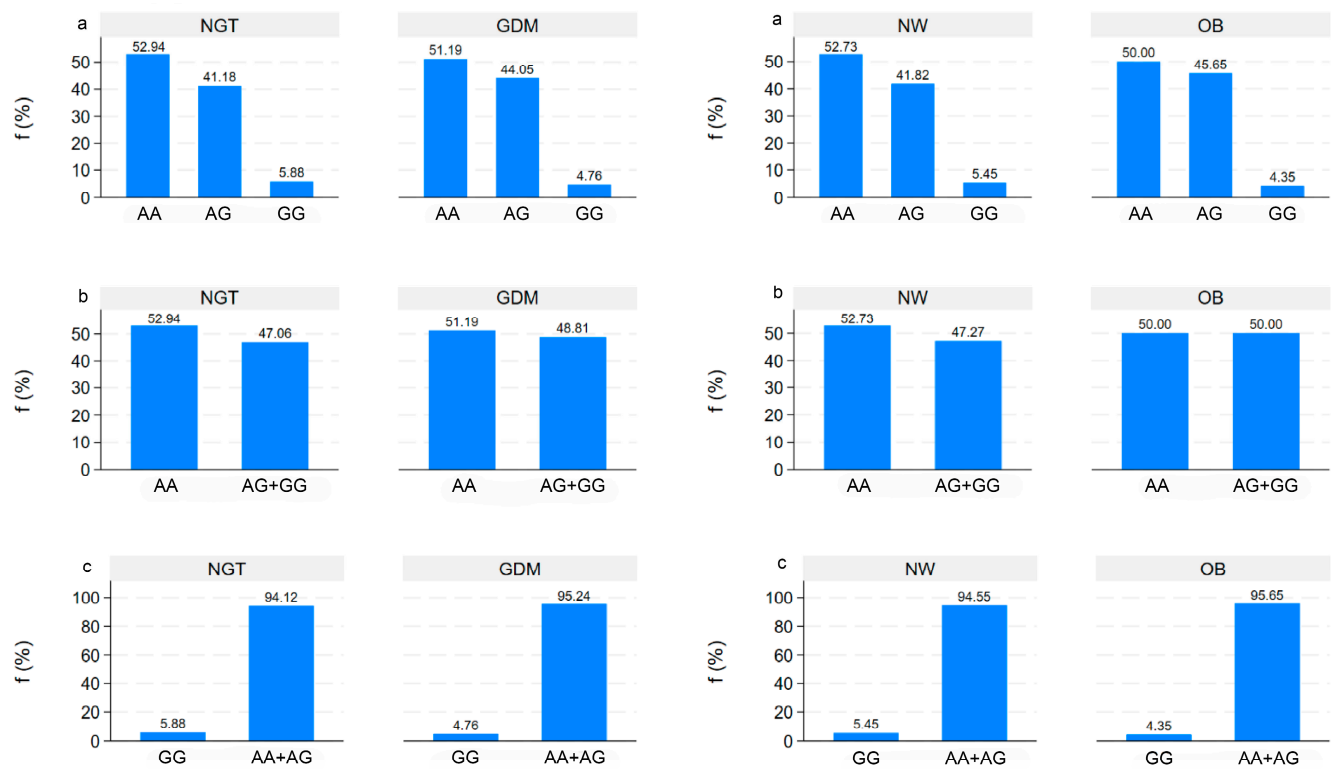 a
NGT
GDM
f (%)
50
40
30
20
10
0
52.94
41.18
5.88
51.19
44.05
4.76
AA AG GG
AA AG GG
a
NW
OB
f (%)
50
40
30
20
10
0
52.73
41.82
5.45
50.00
45.65
4.35
AA AG GG
AA AG GG
b
NGT
GDM
f (%)
50
40
30
20
10
0
52.94
47.06
51.19
48.81
AA AG+GG
AA AG+GG
b
NW
OB
f (%)
50
40
30
20
10
0
52.73
47.27
50.00
50.00
AA AG+GG
AA AG+GG
c
NGT
GDM
f (%)
100
80
60
40
20
0
5.88
94.12
4.76
95.24
GG AA+AG
GG AA+AG
c
NW
OB
f (%)
100
80
60
40
20
0
5.45
94.55
4.35
95.65
GG AA+AG
GG AA+AG